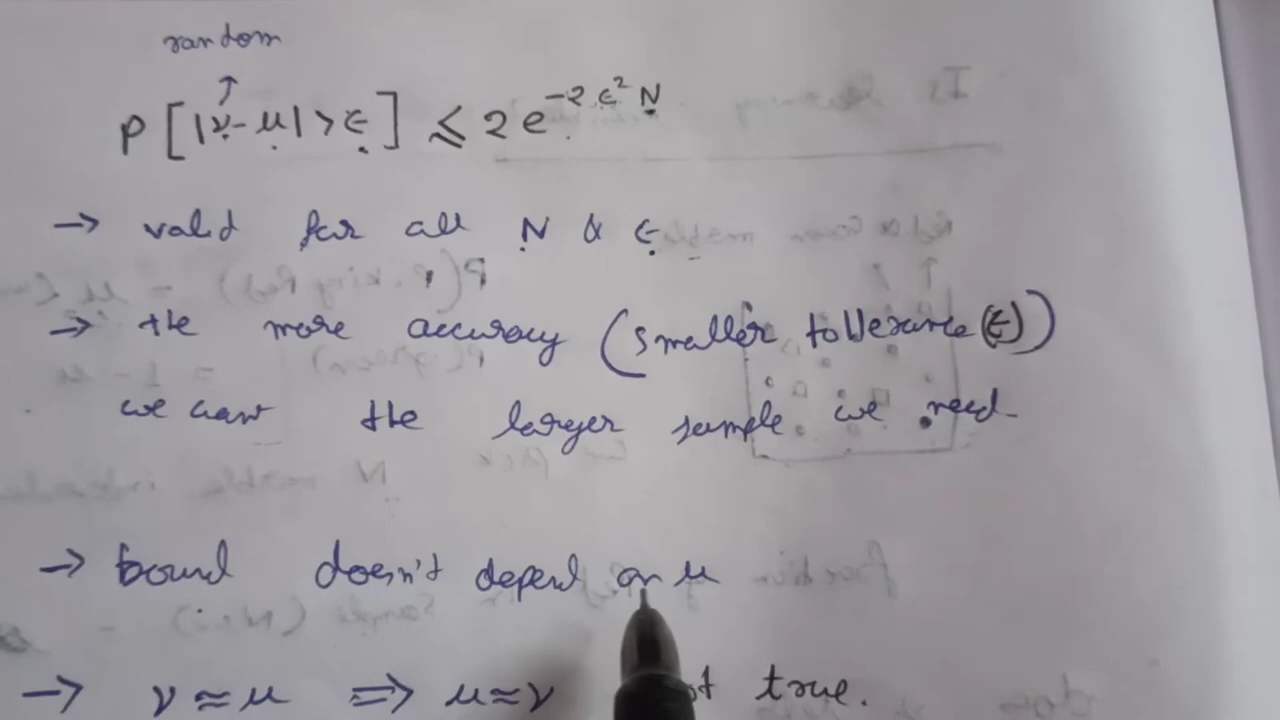 random
↑
P[|ν-μ|>ϵ] ⩽ 2e^{-2ϵ²N}
→ valid for all N & ϵ
→ the more accuracy (smaller tollerance(ϵ))
we want the larger sample we need
→ bound doesn't depend on μ
→ ν≈μ ⟹ μ≈ν true.